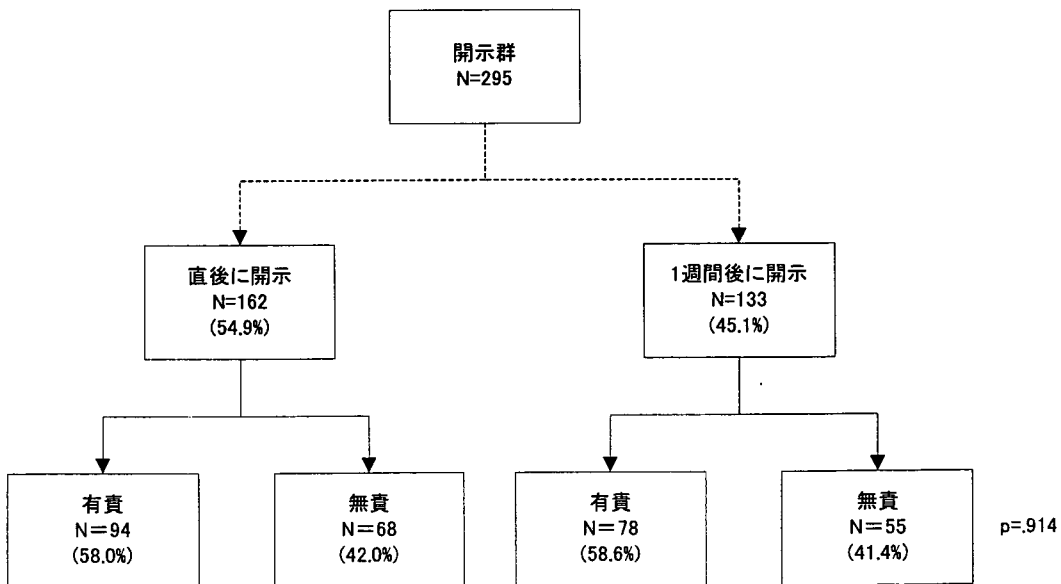 開示群
N=295
直後に開示
N=162
(54.9%)
1週間後に開示
N=133
(45.1%)
有責
N=94
(58.0%)
無責
N=68
(42.0%)
有責
N=78
(58.6%)
無責
N=55
(41.4%)
p=.914